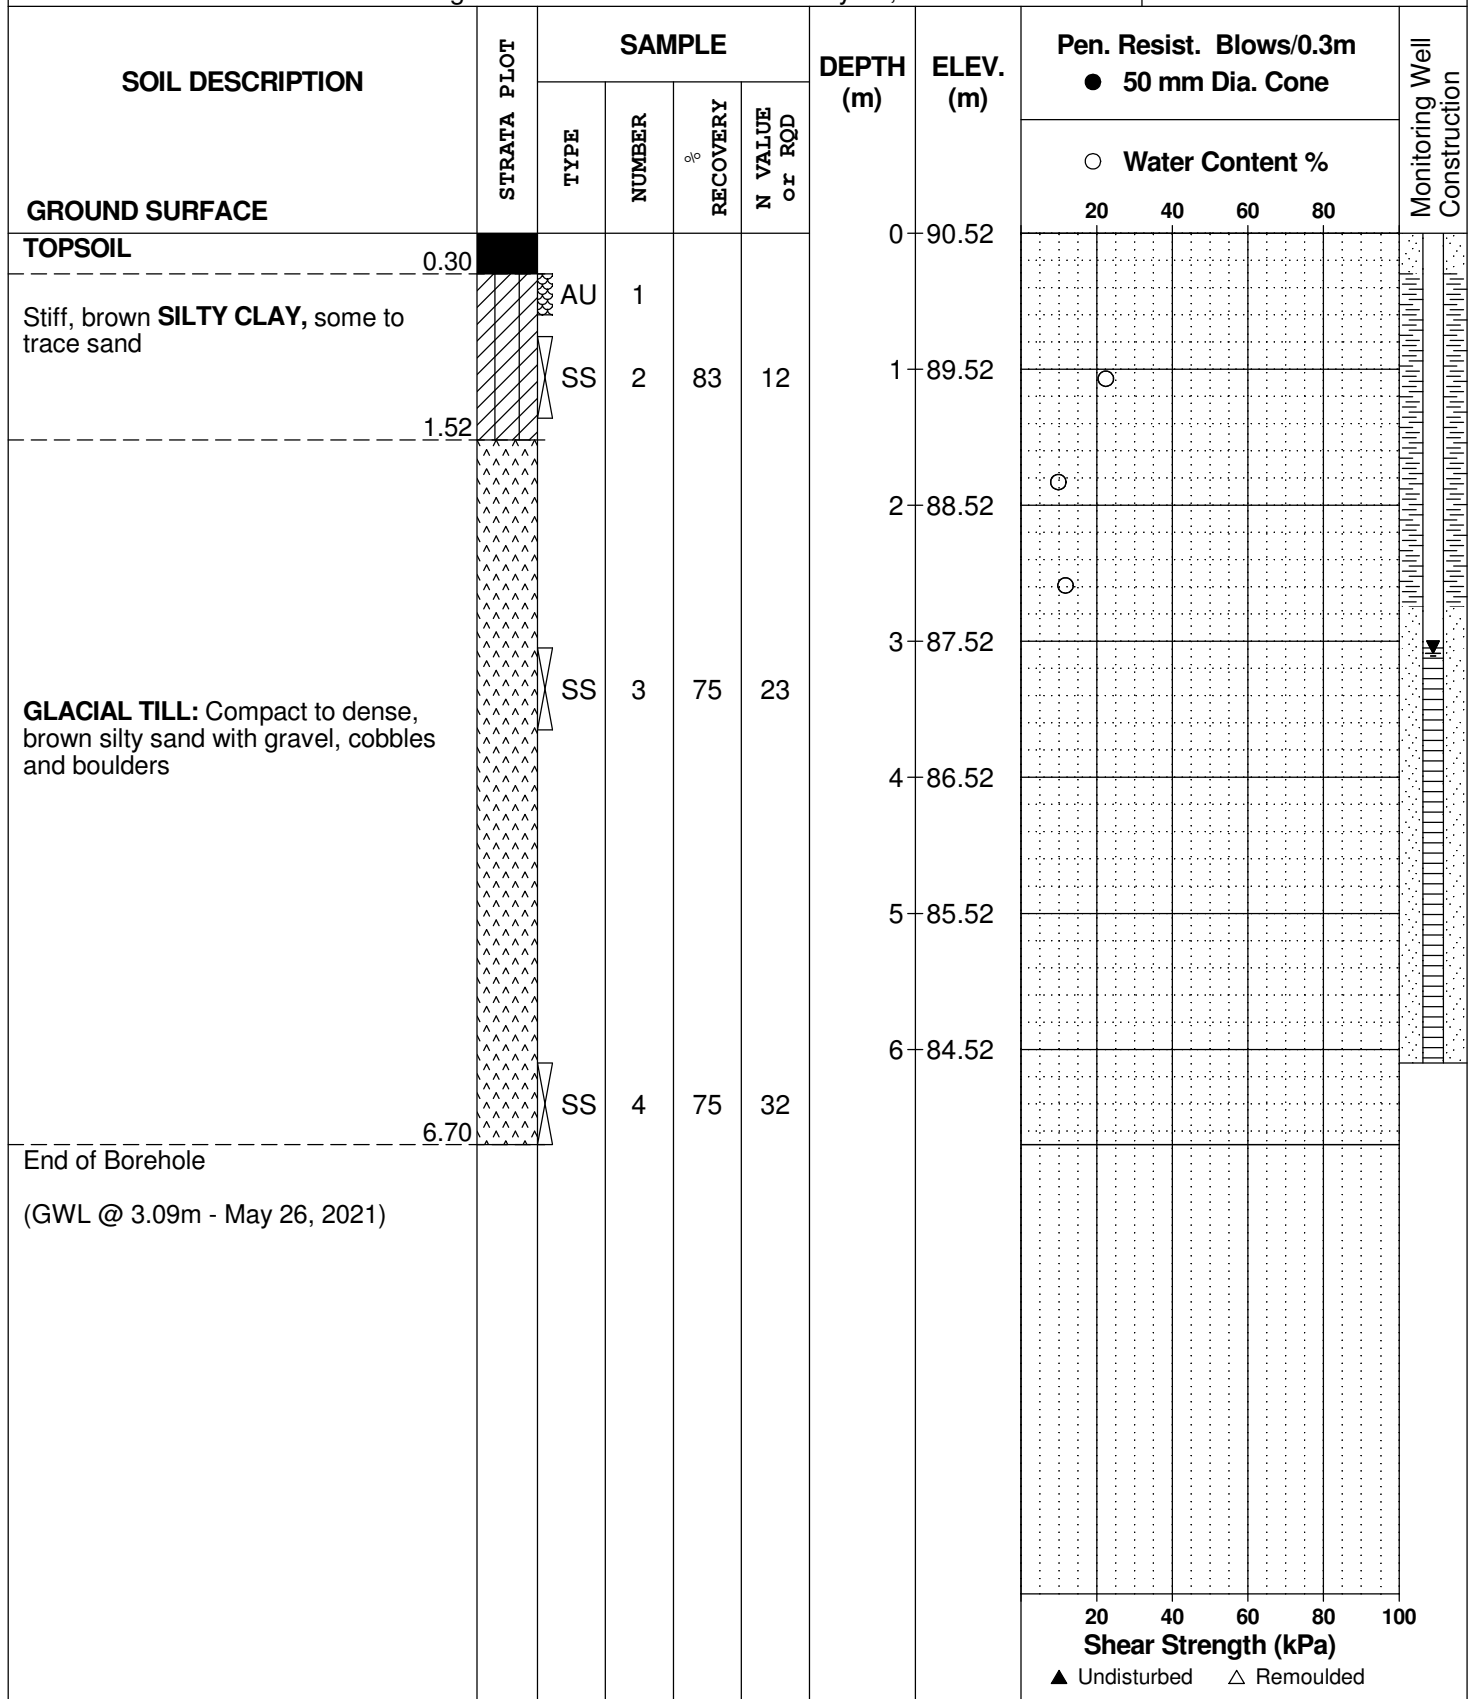 SOIL DESCRIPTION
GROUND SURFACE
STRATA PLOT
SAMPLE
TYPE
NUMBER
%
RECOVERY
N VALUE
or RQD
DEPTH
(m)
ELEV.
(m)
Pen. Resist. Blows/0.3m
● 50 mm Dia. Cone
○ Water Content %
20 40 60 80
Monitoring Well
Construction
0 90.52
TOPSOIL
0.30
AU 1
Stiff, brown SILTY CLAY, some to
trace sand
SS 2 83 12
1 89.52
1.52
2 88.52
3 87.52
SS 3 75 23
GLACIAL TILL: Compact to dense,
brown silty sand with gravel, cobbles
and boulders
4 86.52
5 85.52
6 84.52
SS 4 75 32
6.70
End of Borehole
(GWL @ 3.09m - May 26, 2021)
20 40 60 80 100
Shear Strength (kPa)
▲ Undisturbed △ Remoulded